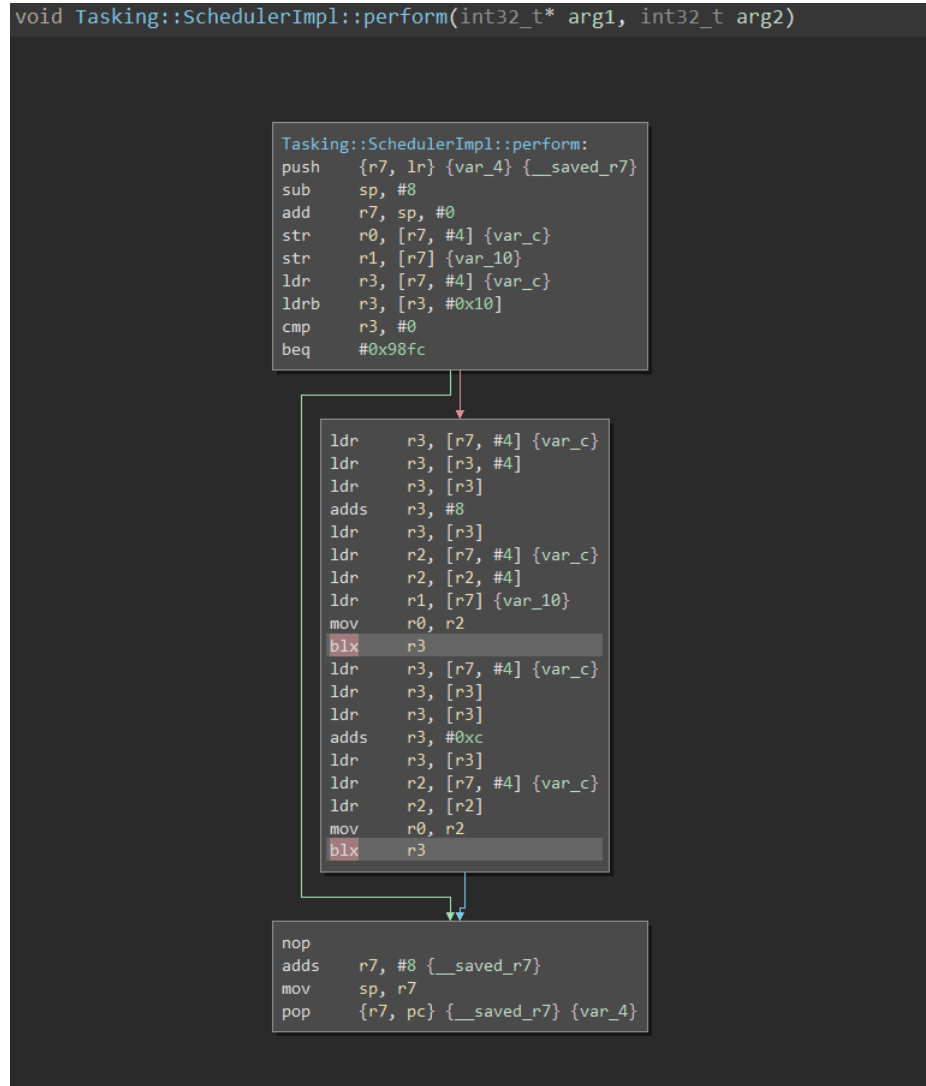 void Tasking::SchedulerImpl::perform(int32_t* arg1, int32_t arg2)
Tasking::SchedulerImpl::perform:
push {r7, lr} {var_4} {__saved_r7}
sub sp, #8
add r7, sp, #0
str r0, [r7, #4] {var_c}
str r1, [r7] {var_10}
ldr r3, [r7, #4] {var_c}
ldrb r3, [r3, #0x10]
cmp r3, #0
beq #0x98fc
ldr r3, [r7, #4] {var_c}
ldr r3, [r3, #4]
ldr r3, [r3]
adds r3, #8
ldr r3, [r3]
ldr r2, [r7, #4] {var_c}
ldr r2, [r2, #4]
ldr r1, [r7] {var_10}
mov r0, r2
blx r3
ldr r3, [r7, #4] {var_c}
ldr r3, [r3]
ldr r3, [r3]
adds r3, #0xc
ldr r3, [r3]
ldr r2, [r7, #4] {var_c}
ldr r2, [r2]
mov r0, r2
blx r3
nop
adds r7, #8 {__saved_r7}
mov sp, r7
pop {r7, pc} {__saved_r7} {var_4}